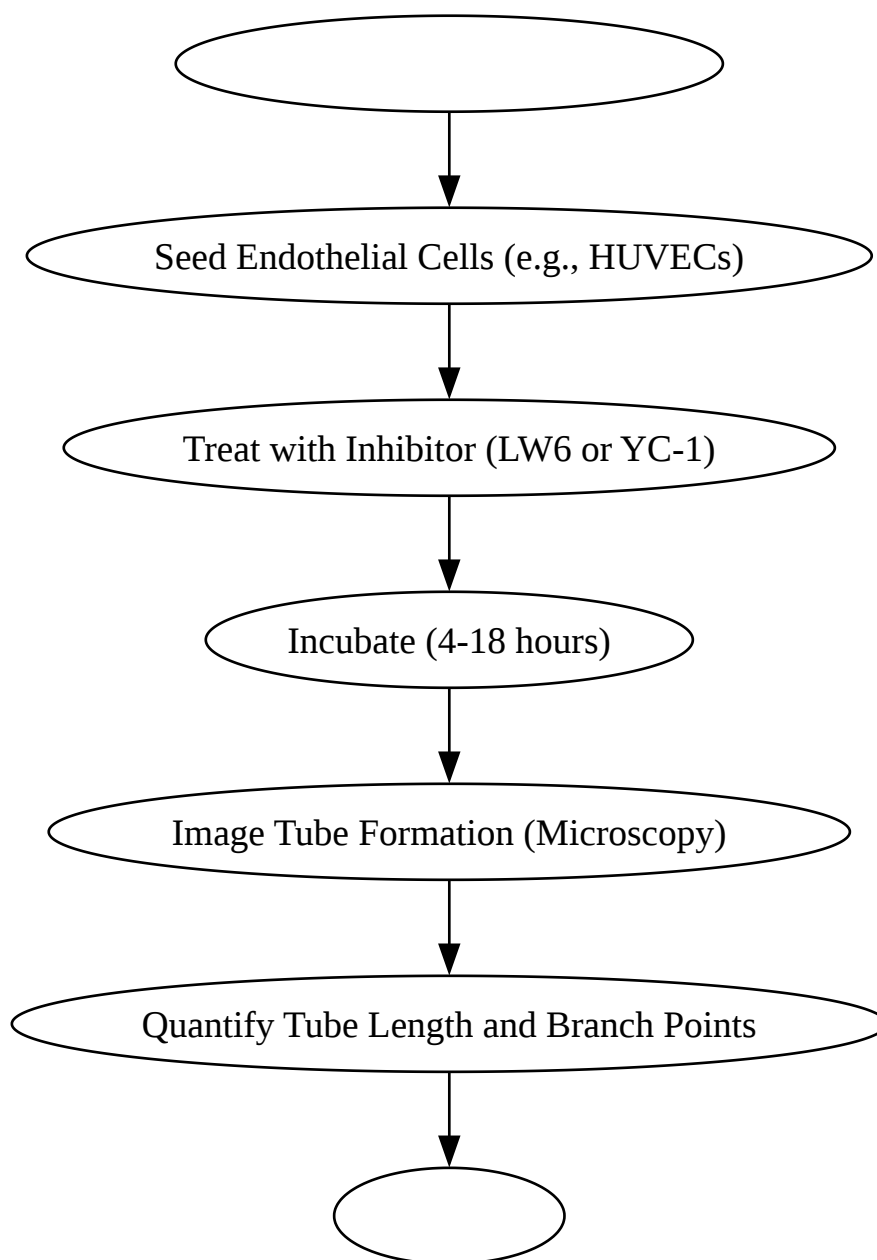 Seed Endothelial Cells (e.g., HUVECs)
Treat with Inhibitor (LW6 or YC-1)
Incubate (4-18 hours)
Image Tube Formation (Microscopy)
Quantify Tube Length and Branch Points